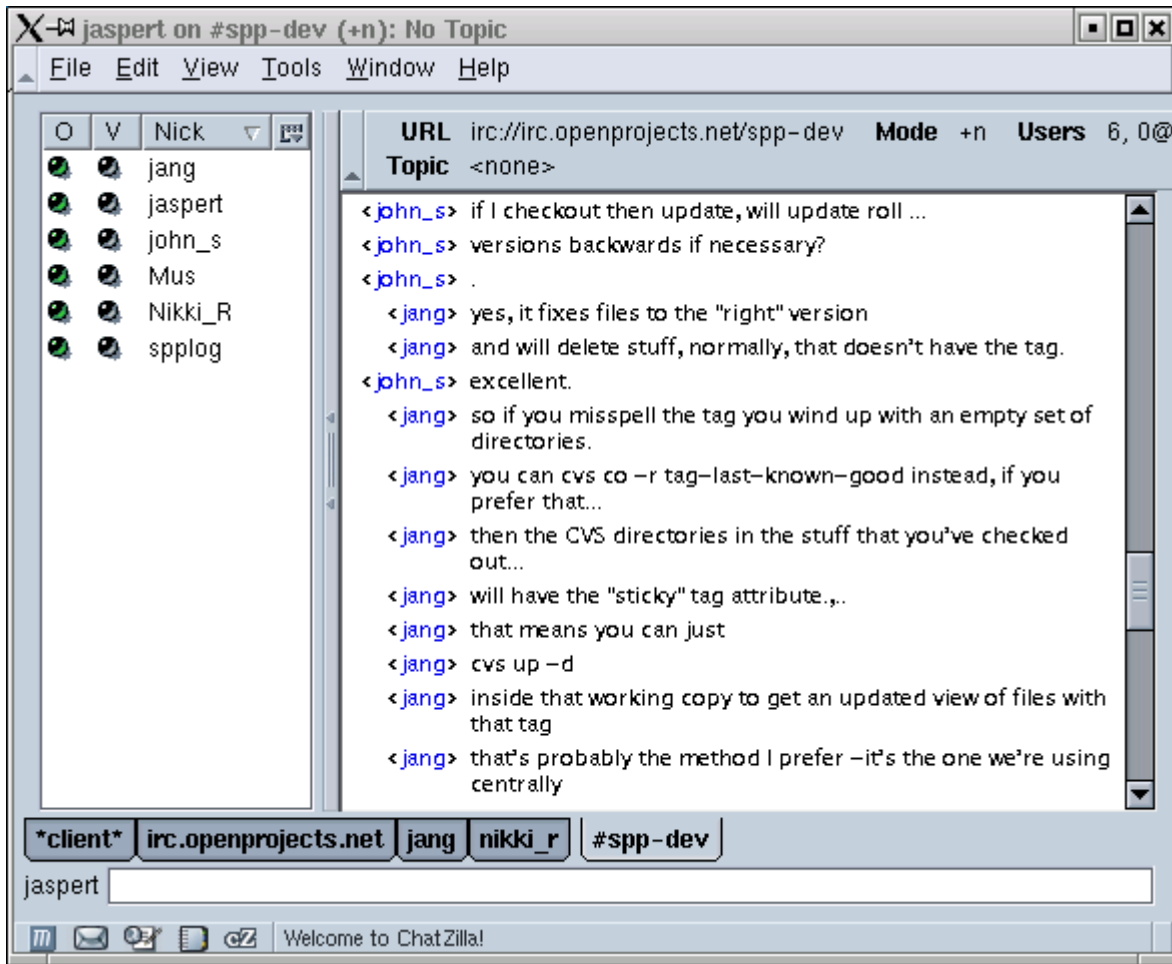 jaspert on #spp-dev (+n): No Topic
File Edit View Tools Window Help
O V Nick
jang
jaspert
john_s
Mus
Nikki_R
spplog
URL irc://irc.openprojects.net/spp-dev Mode +n Users 6, 0@
Topic <none>
<john_s> if I checkout then update, will update roll ...
<john_s> versions backwards if necessary?
<john_s> .
<jang> yes, it fixes files to the "right" version
<jang> and will delete stuff, normally, that doesn't have the tag.
<john_s> excellent.
<jang> so if you misspell the tag you wind up with an empty set of
directories.
<jang> you can cvs co -r tag-last-known-good instead, if you
prefer that...
<jang> then the CVS directories in the stuff that you've checked
out...
<jang> will have the "sticky" tag attribute.,..
<jang> that means you can just
<jang> cvs up -d
<jang> inside that working copy to get an updated view of files with
that tag
<jang> that's probably the method I prefer -it's the one we're using
centrally
*client* irc.openprojects.net jang nikki_r #spp-dev
jaspert
Welcome to ChatZilla!